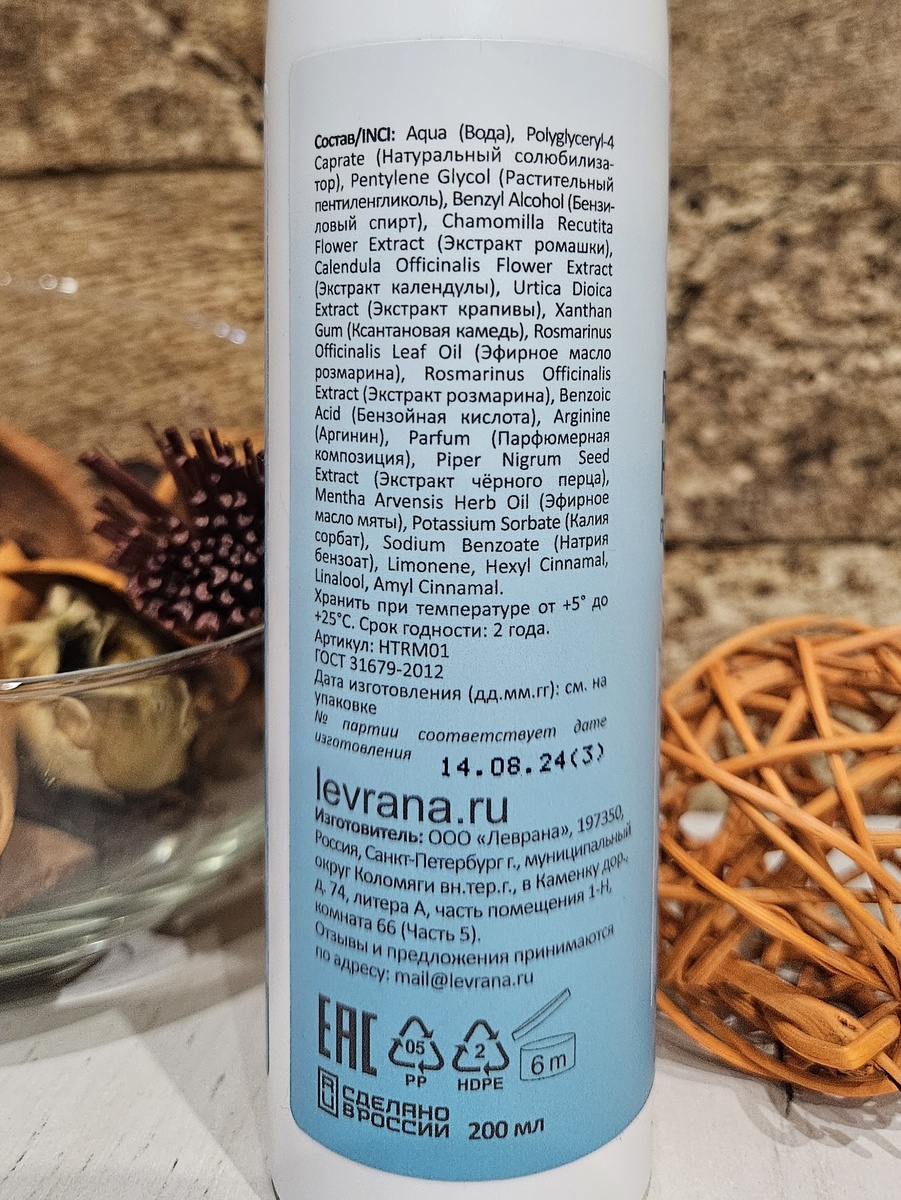 Состав/INCI: Aqua (Вода), Polyglyceryl-4
Caprate (Натуральный солюбилиза-
тор), Pentylene Glycol (Растительный
пентиленгликоль), Benzyl Alcohol (Бензи-
ловый спирт), Chamomilla Recutita
Flower Extract (Экстракт ромашки),
Calendula Officinalis Flower Extract
(Экстракт календулы), Urtica Dioica
Extract (Экстракт крапивы), Xanthan
Gum (Ксантановая камедь), Rosmarinus
Officinalis Leaf Oil (Эфирное масло
розмарина), Rosmarinus Officinalis
Extract (Экстракт розмарина), Benzoic
Acid (Бензойная кислота), Arginine
(Аргинин), Parfum (Парфюмерная
композиция), Piper Nigrum Seed
Extract (Экстракт чёрного перца),
Mentha Arvensis Herb Oil (Эфирное
масло мяты), Potassium Sorbate (Калия
сорбат), Sodium Benzoate (Натрия
бензоат), Limonene, Hexyl Cinnamal,
Linalool, Amyl Cinnamal.
Хранить при температуре от +5° до
+25°С. Срок годности: 2 года.
Артикул: HTRM01
ГОСТ 31679-2012
Дата изготовления (дд.мм.гг): см. на
упаковке
№ партии соответствует дате
изготовления
14.08.24(3)
levrana.ru
Изготовитель: ООО «Леврана», 197350,
Россия, Санкт-Петербург г., муниципальный
округ Коломяги вн.тер.г., в Каменку дор.,
д. 74, литера А, часть помещения 1-Н,
комната 66 (Часть 5).
Отзывы и предложения принимаются
по адресу: mail@levrana.ru
EAC
05
PP
2
HDPE
6 m
СДЕЛАНО
В РОССИИ
200 мл